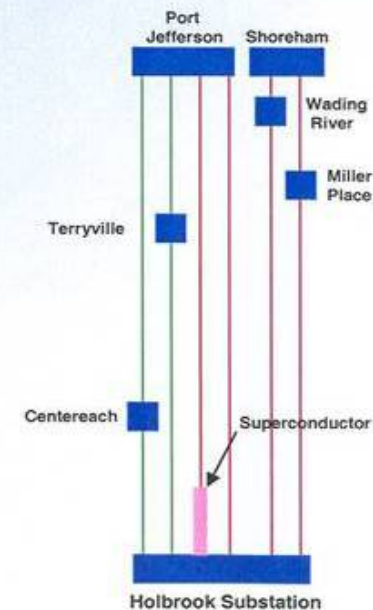 Port
Jefferson
Shoreham
Wading
River
Miller
Place
Terryville
Centereach
Superconductor
Holbrook Substation